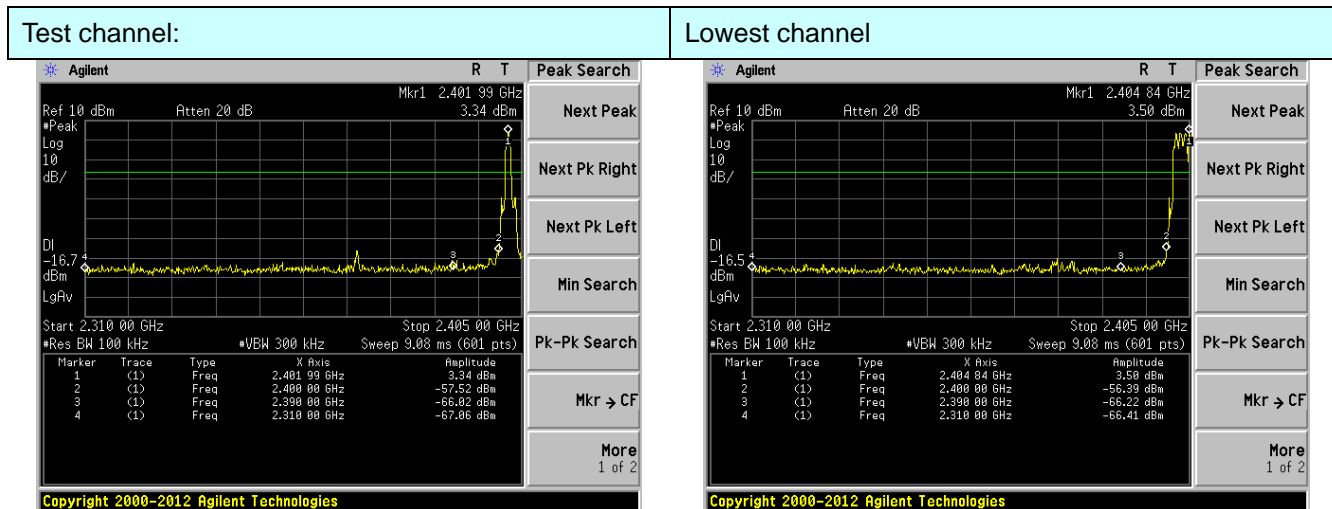 Test channel: Lowest channel
Agilent R T Peak Search
Mkr1 2.401 99 GHz
Ref 10 dBm Atten 20 dB 3.34 dBm
#Peak
Log
10
dB/
1
2
3
4
DI
-16.7
dBm
LgAv
Start 2.310 00 GHz Stop 2.405 00 GHz
#Res BW 100 kHz #VBW 300 kHz Sweep 9.08 ms (601 pts)
Marker Trace Type X Axis Amplitude
1 (1) Freq 2.401 99 GHz 3.34 dBm
2 (1) Freq 2.400 00 GHz -57.52 dBm
3 (1) Freq 2.390 00 GHz -66.02 dBm
4 (1) Freq 2.310 00 GHz -67.06 dBm
Next Peak
Next Pk Right
Next Pk Left
Min Search
Pk-Pk Search
Mkr → CF
More
1 of 2
Copyright 2000-2012 Agilent Technologies
Agilent R T Peak Search
Mkr1 2.404 84 GHz
Ref 10 dBm Atten 20 dB 3.50 dBm
#Peak
Log
10
dB/
1
2
3
4
DI
-16.5
dBm
LgAv
Start 2.310 00 GHz Stop 2.405 00 GHz
#Res BW 100 kHz #VBW 300 kHz Sweep 9.08 ms (601 pts)
Marker Trace Type X Axis Amplitude
1 (1) Freq 2.404 84 GHz 3.50 dBm
2 (1) Freq 2.400 00 GHz -56.39 dBm
3 (1) Freq 2.390 00 GHz -66.22 dBm
4 (1) Freq 2.310 00 GHz -66.41 dBm
Next Peak
Next Pk Right
Next Pk Left
Min Search
Pk-Pk Search
Mkr → CF
More
1 of 2
Copyright 2000-2012 Agilent Technologies